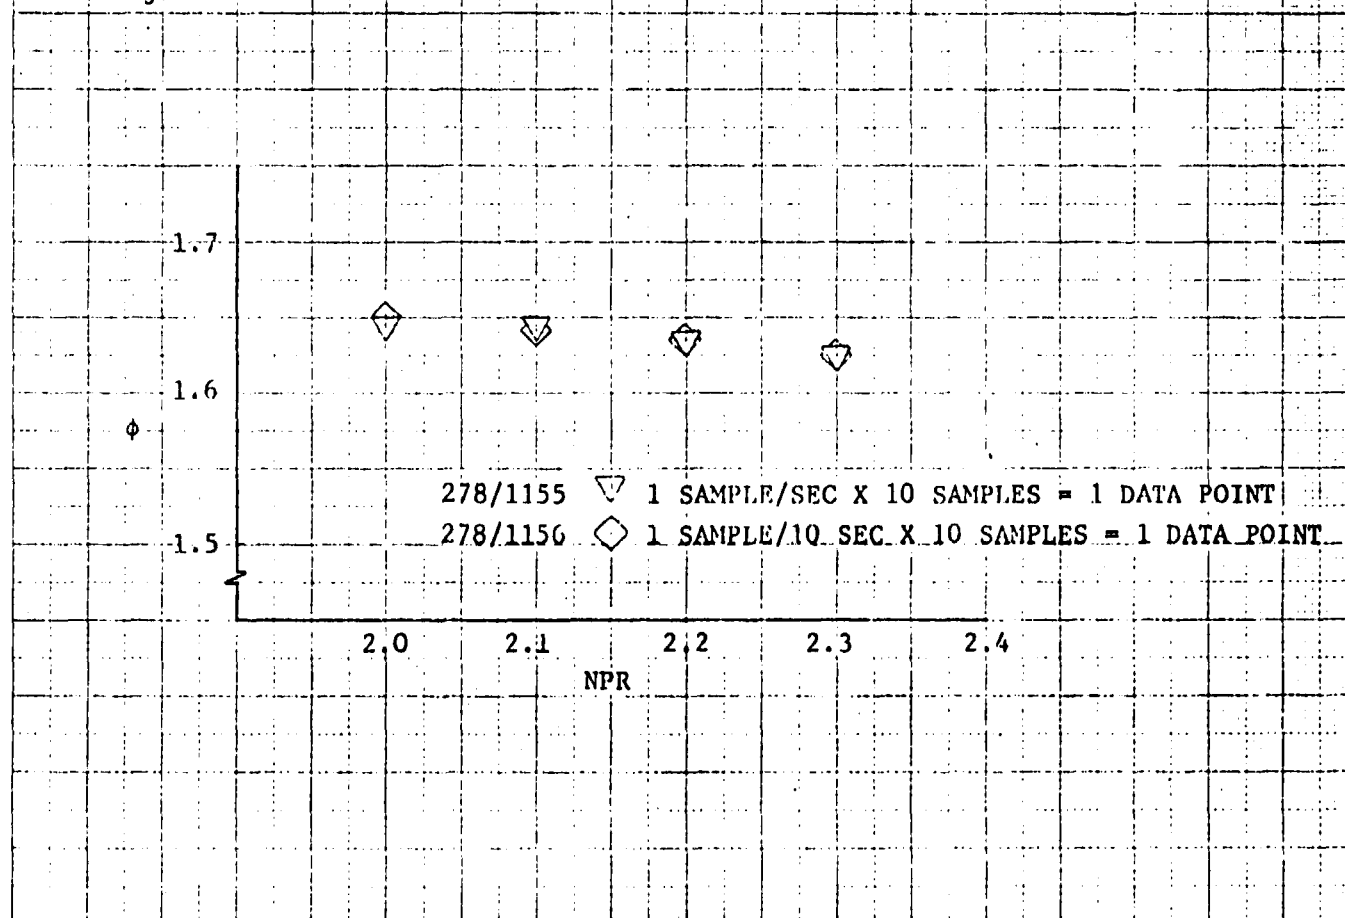 1.7
1.6
ϕ
278/1155 ▽ 1 SAMPLE/SEC X 10 SAMPLES = 1 DATA POINT
278/1156 ◇ 1 SAMPLE/10 SEC X 10 SAMPLES = 1 DATA POINT
1.5
2.0 2.1 2.2 2.3 2.4
NPR